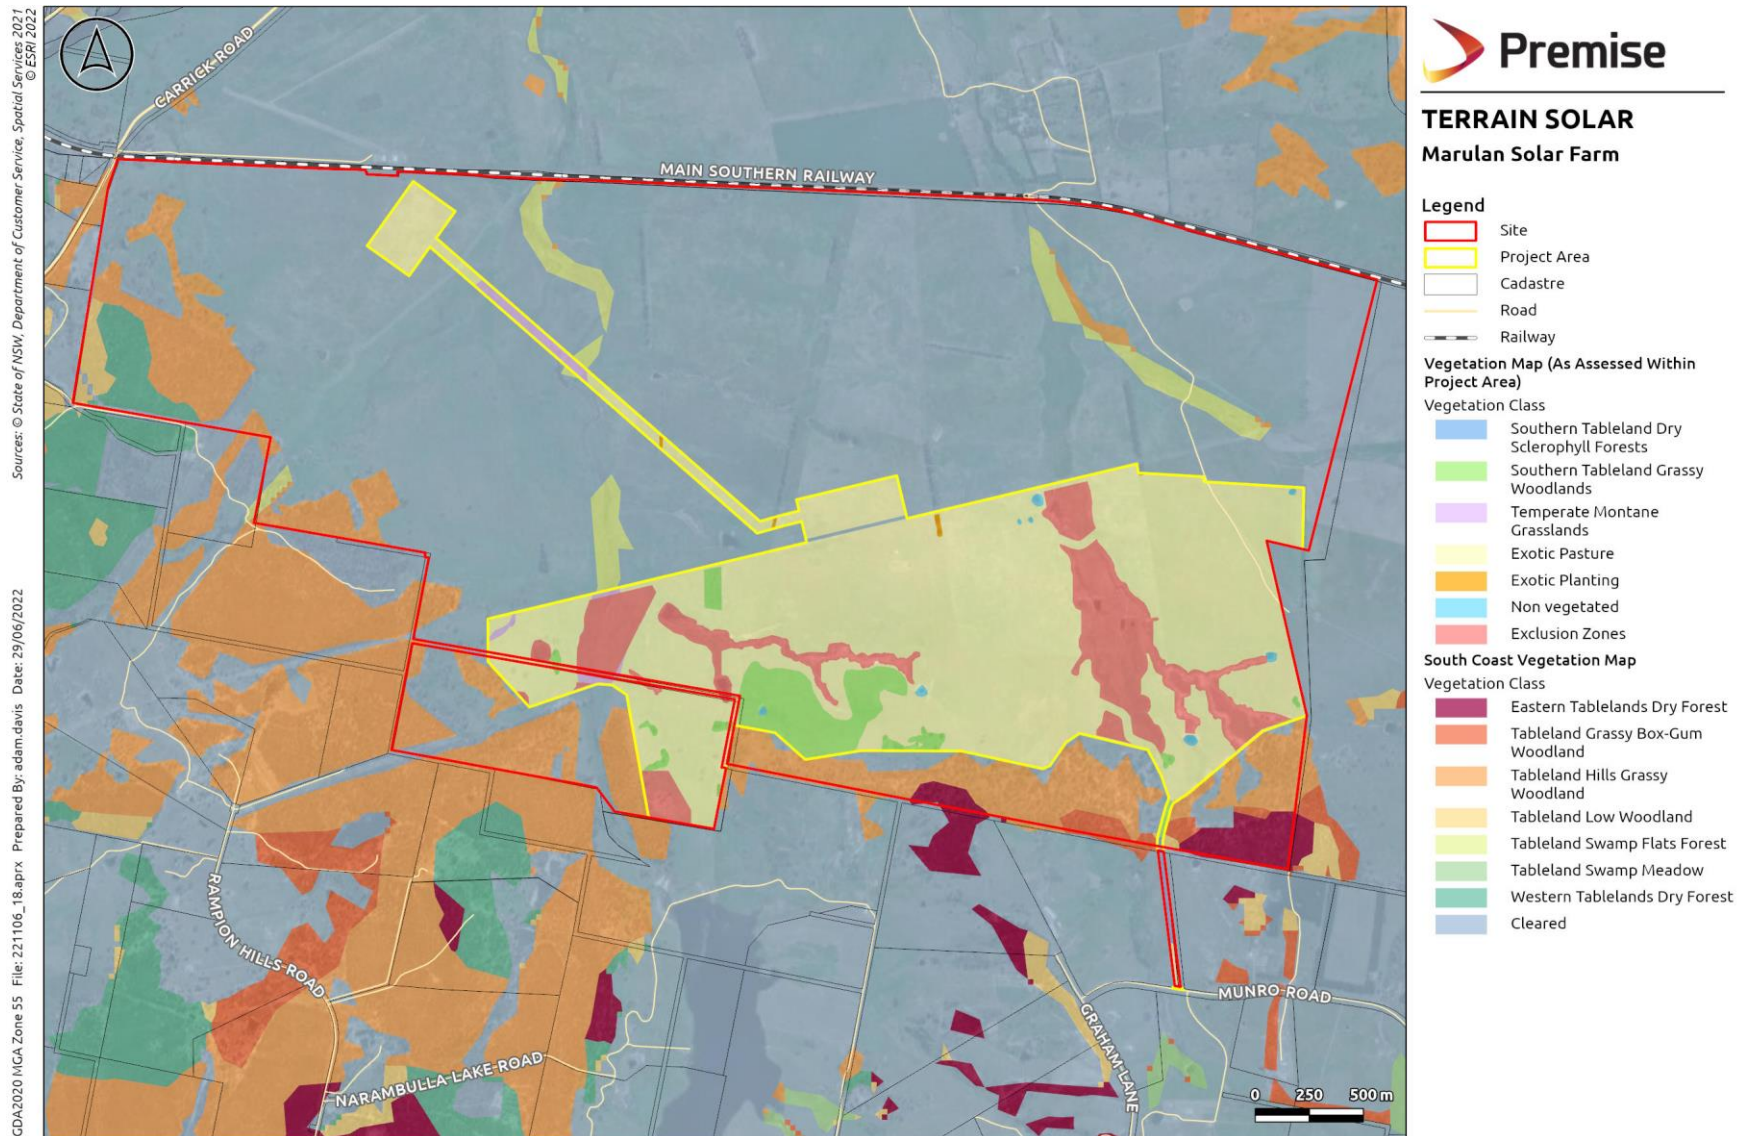 Sources: © State of NSW, Department of Customer Service, Spatial Services 2021
© ESRI 2022
GDA2020 MGA Zone 55 File: 221106_18.aprx Prepared By: adam.davis Date: 29/06/2022
CARRICK ROAD
MAIN SOUTHERN RAILWAY
RAMPION HILLS ROAD
NARAMBULLA LAKE ROAD
GRAHAM LANE
MUNRO ROAD
0 250 500 m
Premise
TERRAIN SOLAR
Marulan Solar Farm
Legend
Site
Project Area
Cadastre
Road
Railway
Vegetation Map (As Assessed Within
Project Area)
Vegetation Class
Southern Tableland Dry
Sclerophyll Forests
Southern Tableland Grassy
Woodlands
Temperate Montane
Grasslands
Exotic Pasture
Exotic Planting
Non vegetated
Exclusion Zones
South Coast Vegetation Map
Vegetation Class
Eastern Tablelands Dry Forest
Tableland Grassy Box-Gum
Woodland
Tableland Hills Grassy
Woodland
Tableland Low Woodland
Tableland Swamp Flats Forest
Tableland Swamp Meadow
Western Tablelands Dry Forest
Cleared